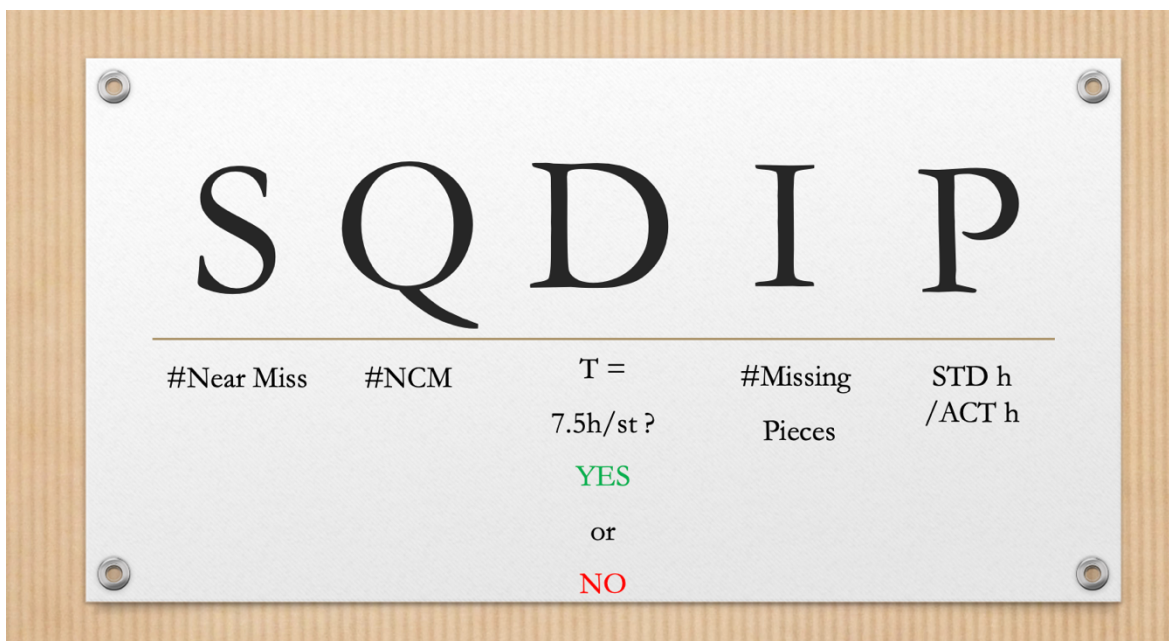 S Q D I P
#Near Miss #NCM T = #Missing STD h
7.5h/st ? Pieces /ACT h
YES
or
NO